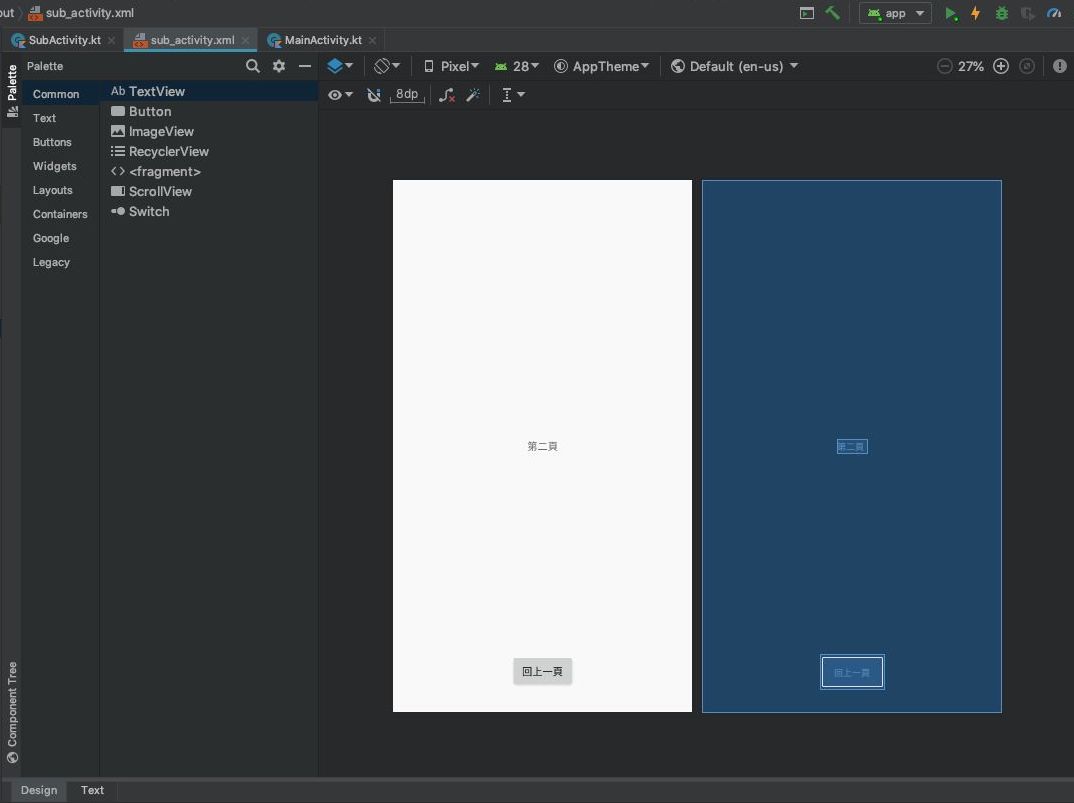 out sub_activity.xml app
SubActivity.kt sub_activity.xml MainActivity.kt
Palette Pixel 28 AppTheme Default (en-us) 27%
8dp
Palette
Common
Text
Buttons
Widgets
Layouts
Containers
Google
Legacy
Ab TextView
Button
ImageView
RecyclerView
<fragment>
ScrollView
Switch
第二頁
第二頁
回上一頁
回上一頁
Component Tree
Design Text